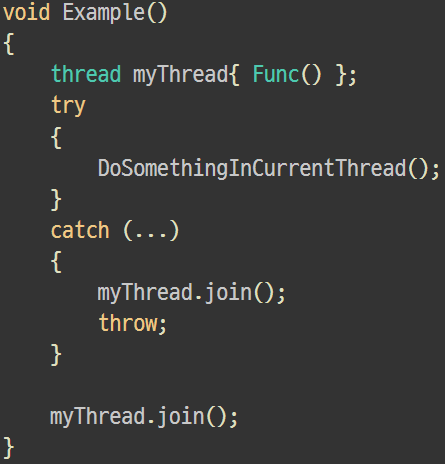 void Example()
{
    thread myThread{ Func() };
    try
    {
        DoSomethingInCurrentThread();
    }
    catch (...)
    {
        myThread.join();
        throw;
    }

    myThread.join();
}